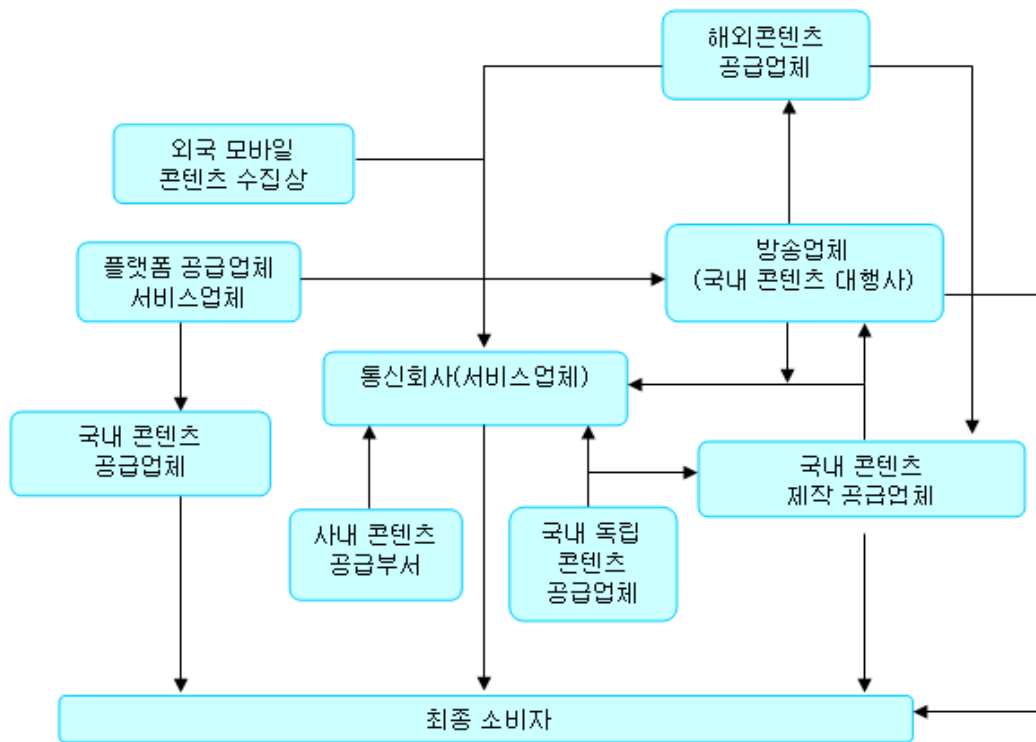 해외콘텐츠
공급업체
외국 모바일
콘텐츠 수집상
플랫폼 공급업체
서비스업체
방송업체
(국내 콘텐츠 대행사)
통신회사(서비스업체)
국내 콘텐츠
공급업체
국내 콘텐츠
제작 공급업체
사내 콘텐츠
공급부서
국내 독립
콘텐츠
공급업체
최종 소비자